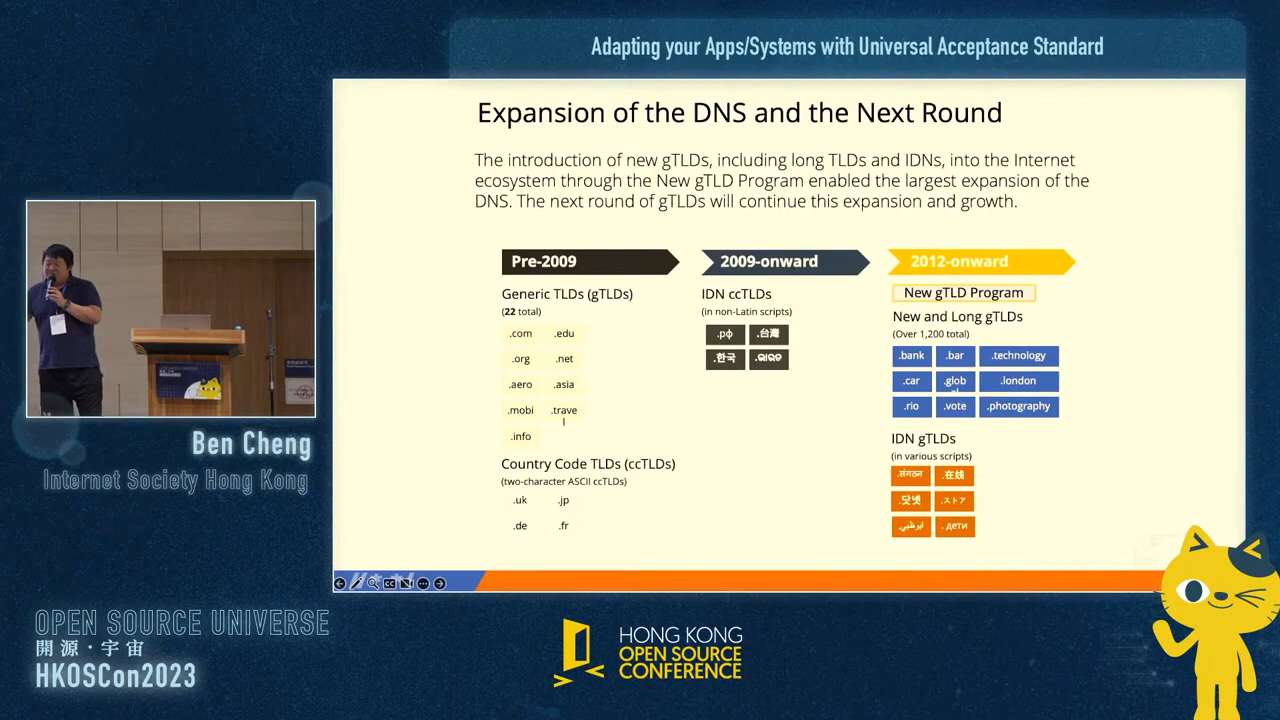 Adapting your Apps/Systems with Universal Acceptance Standard
Expansion of the DNS and the Next Round
The introduction of new gTLDs, including long TLDs and IDNs, into the Internet
ecosystem through the New gTLD Program enabled the largest expansion of the
DNS. The next round of gTLDs will continue this expansion and growth.
Pre-2009
Generic TLDs (gTLDs)
(22 total)
.com .edu
.org .net
.aero .asia
.mobi .trave
l
.info
Country Code TLDs (ccTLDs)
(two-character ASCII ccTLDs)
.uk .jp
.de .fr
2009-onward
IDN ccTLDs
(in non-Latin scripts)
.рф .台灣
.한국 .ଭାରତ
2012-onward
New gTLD Program
New and Long gTLDs
(Over 1,200 total)
.bank .bar .technology
.car .glob .london
.rio .vote .photography
IDN gTLDs
(in various scripts)
.संगठन .在线
.닷넷 .ストア
.ابوظبي .дети
Ben Cheng
Internet Society Hong Kong
OPEN SOURCE UNIVERSE
開源・宇宙
HKOSCon2023
HONG KONG
OPEN SOURCE
CONFERENCE